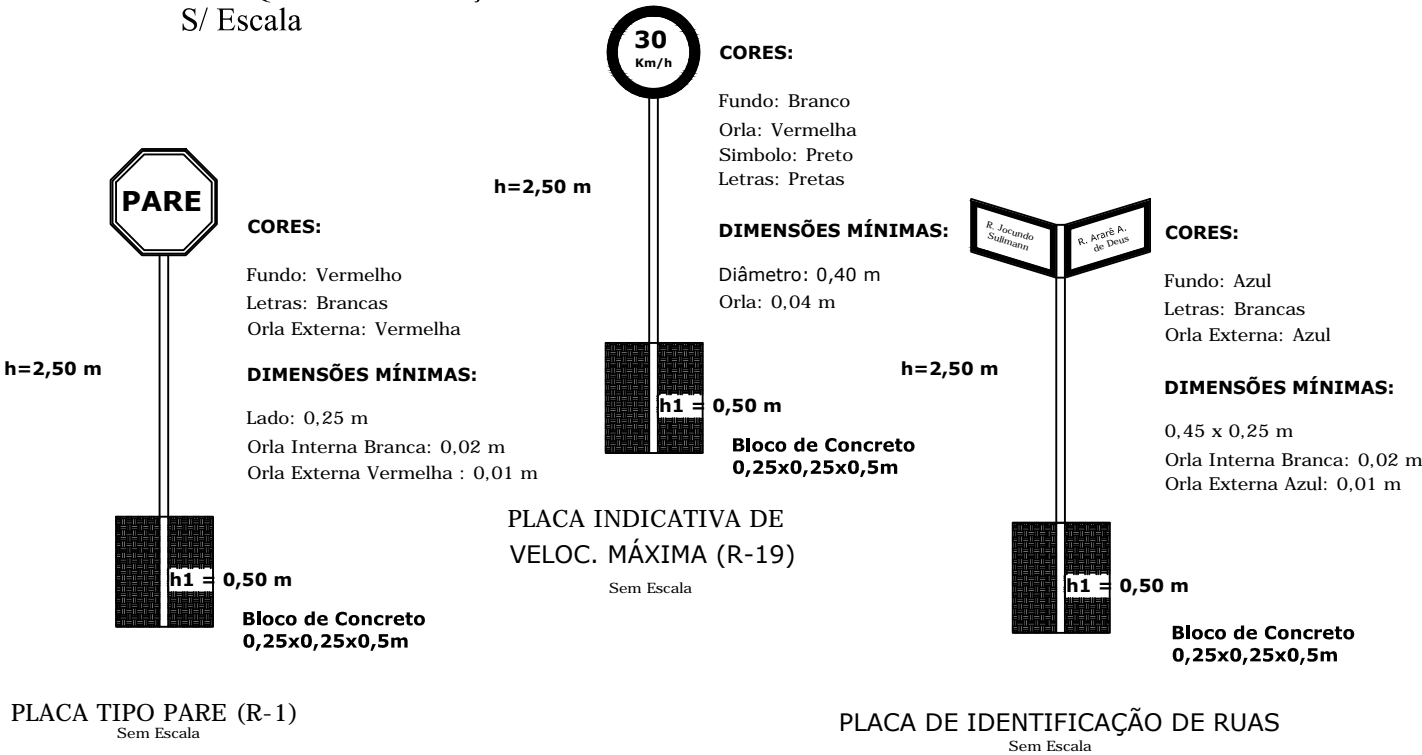 S/ Escala
PARE
h=2,50 m
CORES:
Fundo: Vermelho
Letras: Brancas
Orla Externa: Vermelha
DIMENSÕES MÍNIMAS:
Lado: 0,25 m
Orla Interna Branca: 0,02 m
Orla Externa Vermelha : 0,01 m
h1 = 0,50 m
Bloco de Concreto
0,25x0,25x0,5m
PLACA TIPO PARE (R-1)
Sem Escala
30
Km/h
h=2,50 m
CORES:
Fundo: Branco
Orla: Vermelha
Simbolo: Preto
Letras: Pretas
DIMENSÕES MÍNIMAS:
Diâmetro: 0,40 m
Orla: 0,04 m
h1 = 0,50 m
Bloco de Concreto
0,25x0,25x0,5m
PLACA INDICATIVA DE
VELOC. MÁXIMA (R-19)
Sem Escala
R. Jocundo
Sullmann
R. Ararê A.
de Deus
h=2,50 m
CORES:
Fundo: Azul
Letras: Brancas
Orla Externa: Azul
DIMENSÕES MÍNIMAS:
0,45 x 0,25 m
Orla Interna Branca: 0,02 m
Orla Externa Azul: 0,01 m
h1 = 0,50 m
Bloco de Concreto
0,25x0,25x0,5m
PLACA DE IDENTIFICAÇÃO DE RUAS
Sem Escala